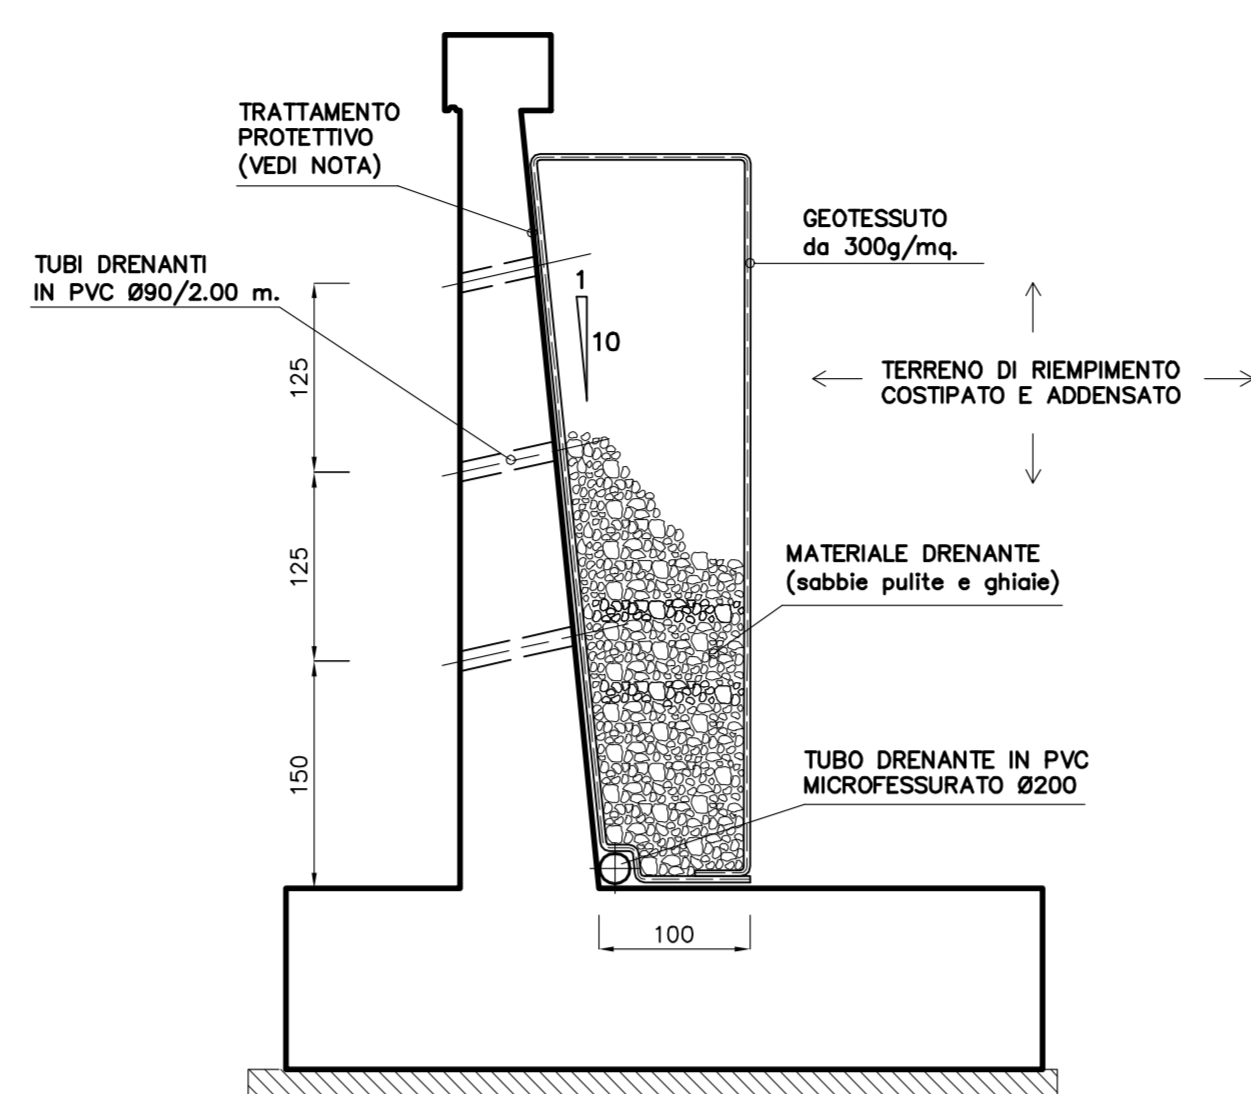 TRATTAMENTO
PROTETTIVO
(VEDI NOTA)
TUBI DRENANTI
IN PVC Ø90/2.00 m.
GEOTESSUTO
da 300g/mq.
1
10
TERRENO DI RIEMPIMENTO
COSTIPATO E ADDENSATO
125
125
MATERIALE DRENANTE
(sabbie pulite e ghiaie)
150
TUBO DRENANTE IN PVC
MICROFESSURATO Ø200
100